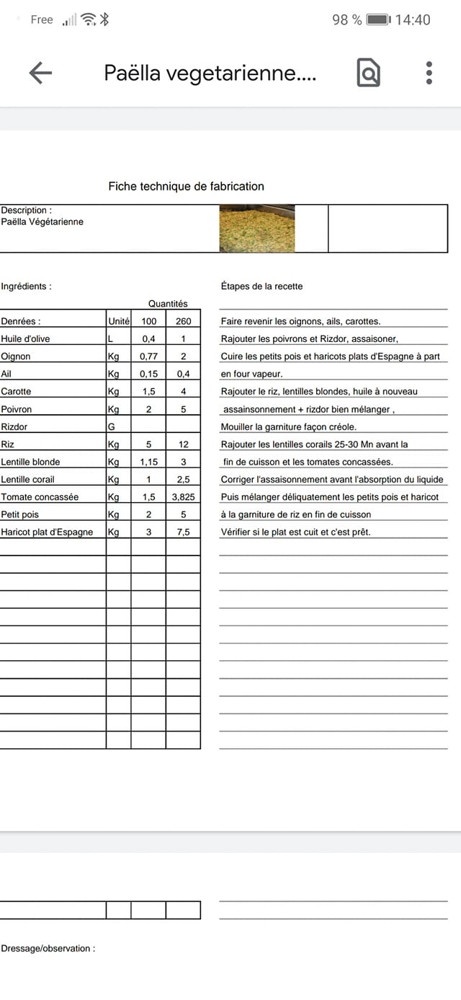 Free 98 % 14:40
Paëlla vegetarienne....
Fiche technique de fabrication
Description :
Paëlla Végétarienne
Ingrédients :
Quantités
Denrées : Unité 100 260
Huile d'olive L 0,4 1
Oignon Kg 0,77 2
Ail Kg 0,15 0,4
Carotte Kg 1,5 4
Poivron Kg 2 5
Rizdor G
Riz Kg 5 12
Lentille blonde Kg 1,15 3
Lentille corail Kg 1 2,5
Tomate concassée Kg 1,5 3,825
Petit pois Kg 2 5
Haricot plat d'Espagne Kg 3 7,5
Étapes de la recette
Faire revenir les oignons, ails, carottes.
Rajouter les poivrons et Rizdor, assaisoner,
Cuire les petits pois et haricots plats d'Espagne à part
en four vapeur.
Rajouter le riz, lentilles blondes, huile à nouveau
assainsonnement + rizdor bien mélanger ,
Mouiller la garniture façon créole.
Rajouter les lentilles corails 25-30 Mn avant la
fin de cuisson et les tomates concassées.
Corriger l'assaisonnement avant l'absorption du liquide
Puis mélanger déliquatement les petits pois et haricot
à la garniture de riz en fin de cuisson
Vérifier si le plat est cuit et c'est prêt.
Dressage/observation :